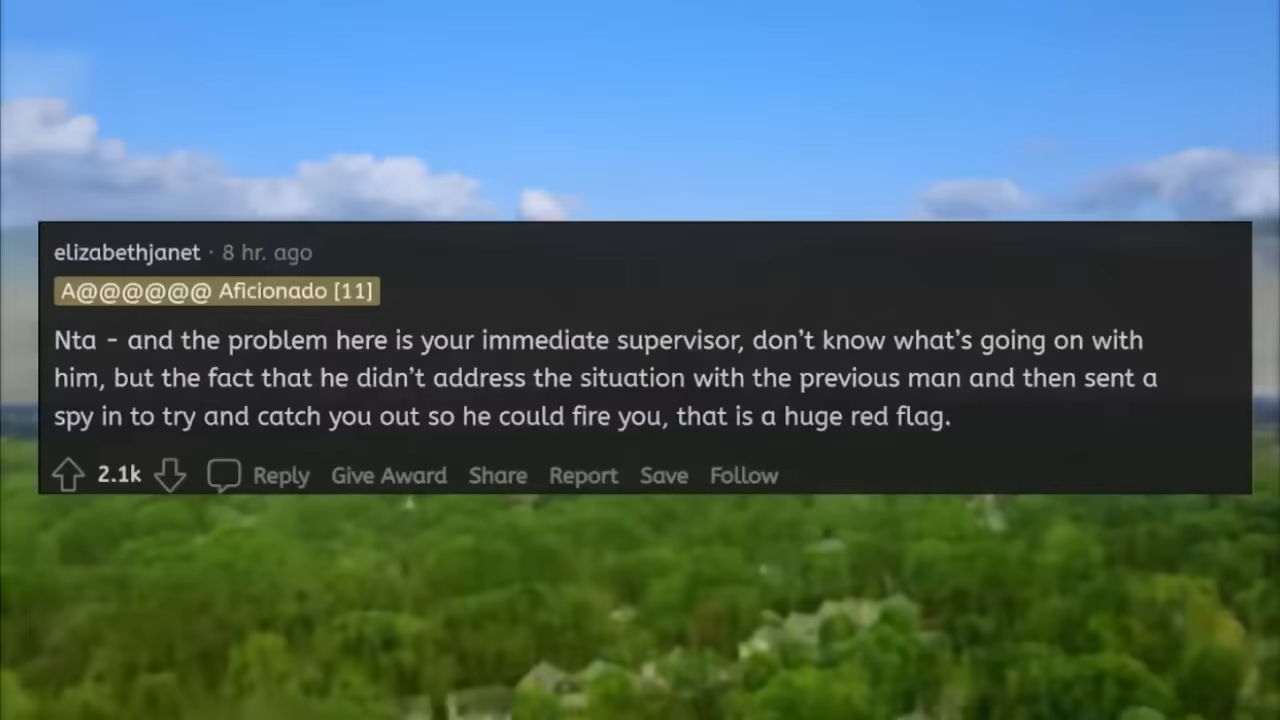 elizabethjanet · 8 hr. ago
A@@@@@@ Aficionado [11]
Nta - and the problem here is your immediate supervisor, don’t know what’s going on with
him, but the fact that he didn’t address the situation with the previous man and then sent a
spy in to try and catch you out so he could fire you, that is a huge red flag.
2.1k Reply Give Award Share Report Save Follow